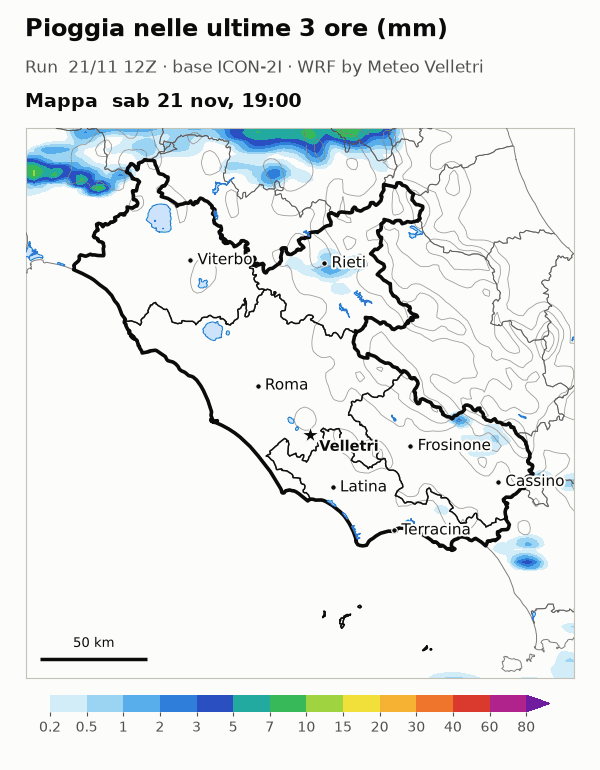 Pioggia nelle ultime 3 ore (mm)
Run 21/11 12Z · base ICON-2I · WRF by Meteo Velletri
Mappa sab 21 nov, 19:00
Viterbo
Rieti
Roma
Velletri
Frosinone
Cassino
Latina
Terracina
50 km
0.2 0.5 1 2 3 5 7 10 15 20 30 40 60 80